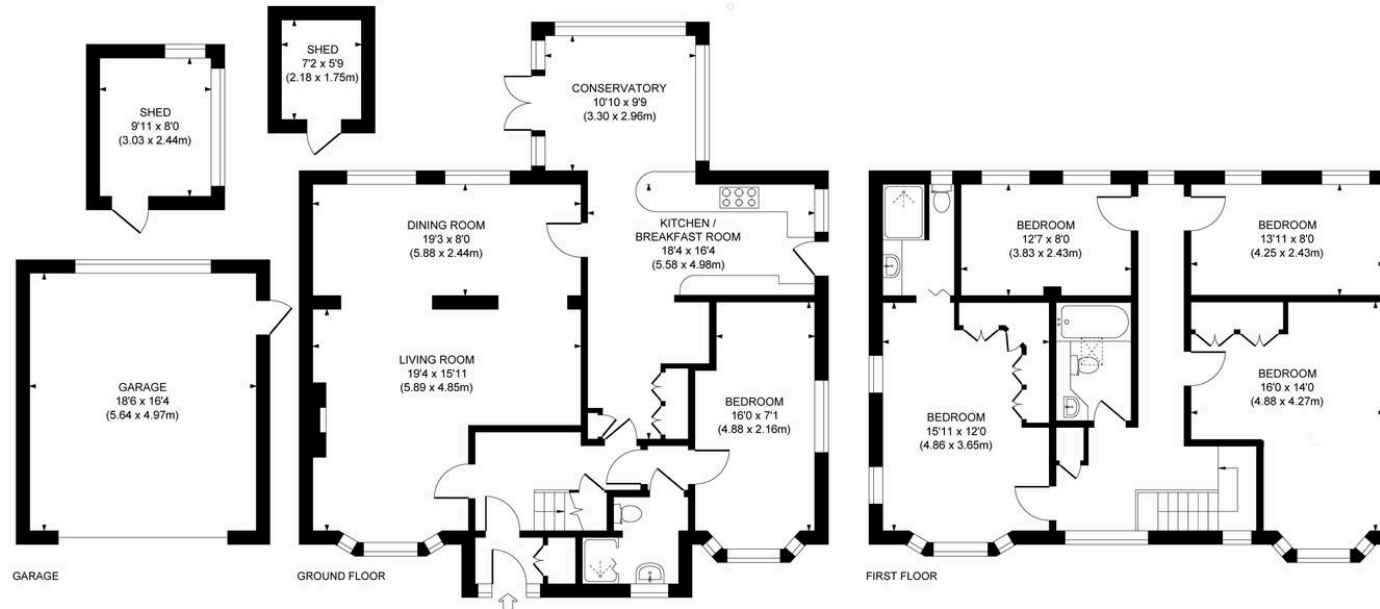 SHED
7'2 x 5'9
(2.18 x 1.75m)
SHED
9'11 x 8'0
(3.03 x 2.44m)
CONSERVATORY
10'10 x 9'9
(3.30 x 2.96m)
DINING ROOM
19'3 x 8'0
(5.88 x 2.44m)
KITCHEN /
BREAKFAST ROOM
18'4 x 16'4
(5.58 x 4.98m)
LIVING ROOM
19'4 x 15'11
(5.89 x 4.85m)
BEDROOM
16'0 x 7'1
(4.88 x 2.16m)
GARAGE
18'6 x 16'4
(5.64 x 4.97m)
BEDROOM
12'7 x 8'0
(3.83 x 2.43m)
BEDROOM
13'11 x 8'0
(4.25 x 2.43m)
BEDROOM
15'11 x 12'0
(4.86 x 3.65m)
BEDROOM
16'0 x 14'0
(4.88 x 4.27m)
GARAGE
GROUND FLOOR
FIRST FLOOR